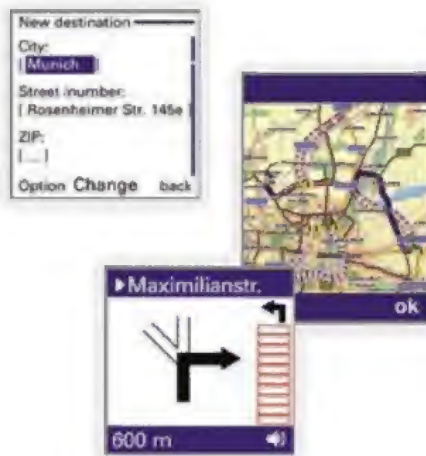 New destination
City:
[ Munich ]
Street /number:
[ Rosenheimer Str. 145e ]
ZIP:
[ ... ]
Option Change back
ok
Maximilianstr.
600 m